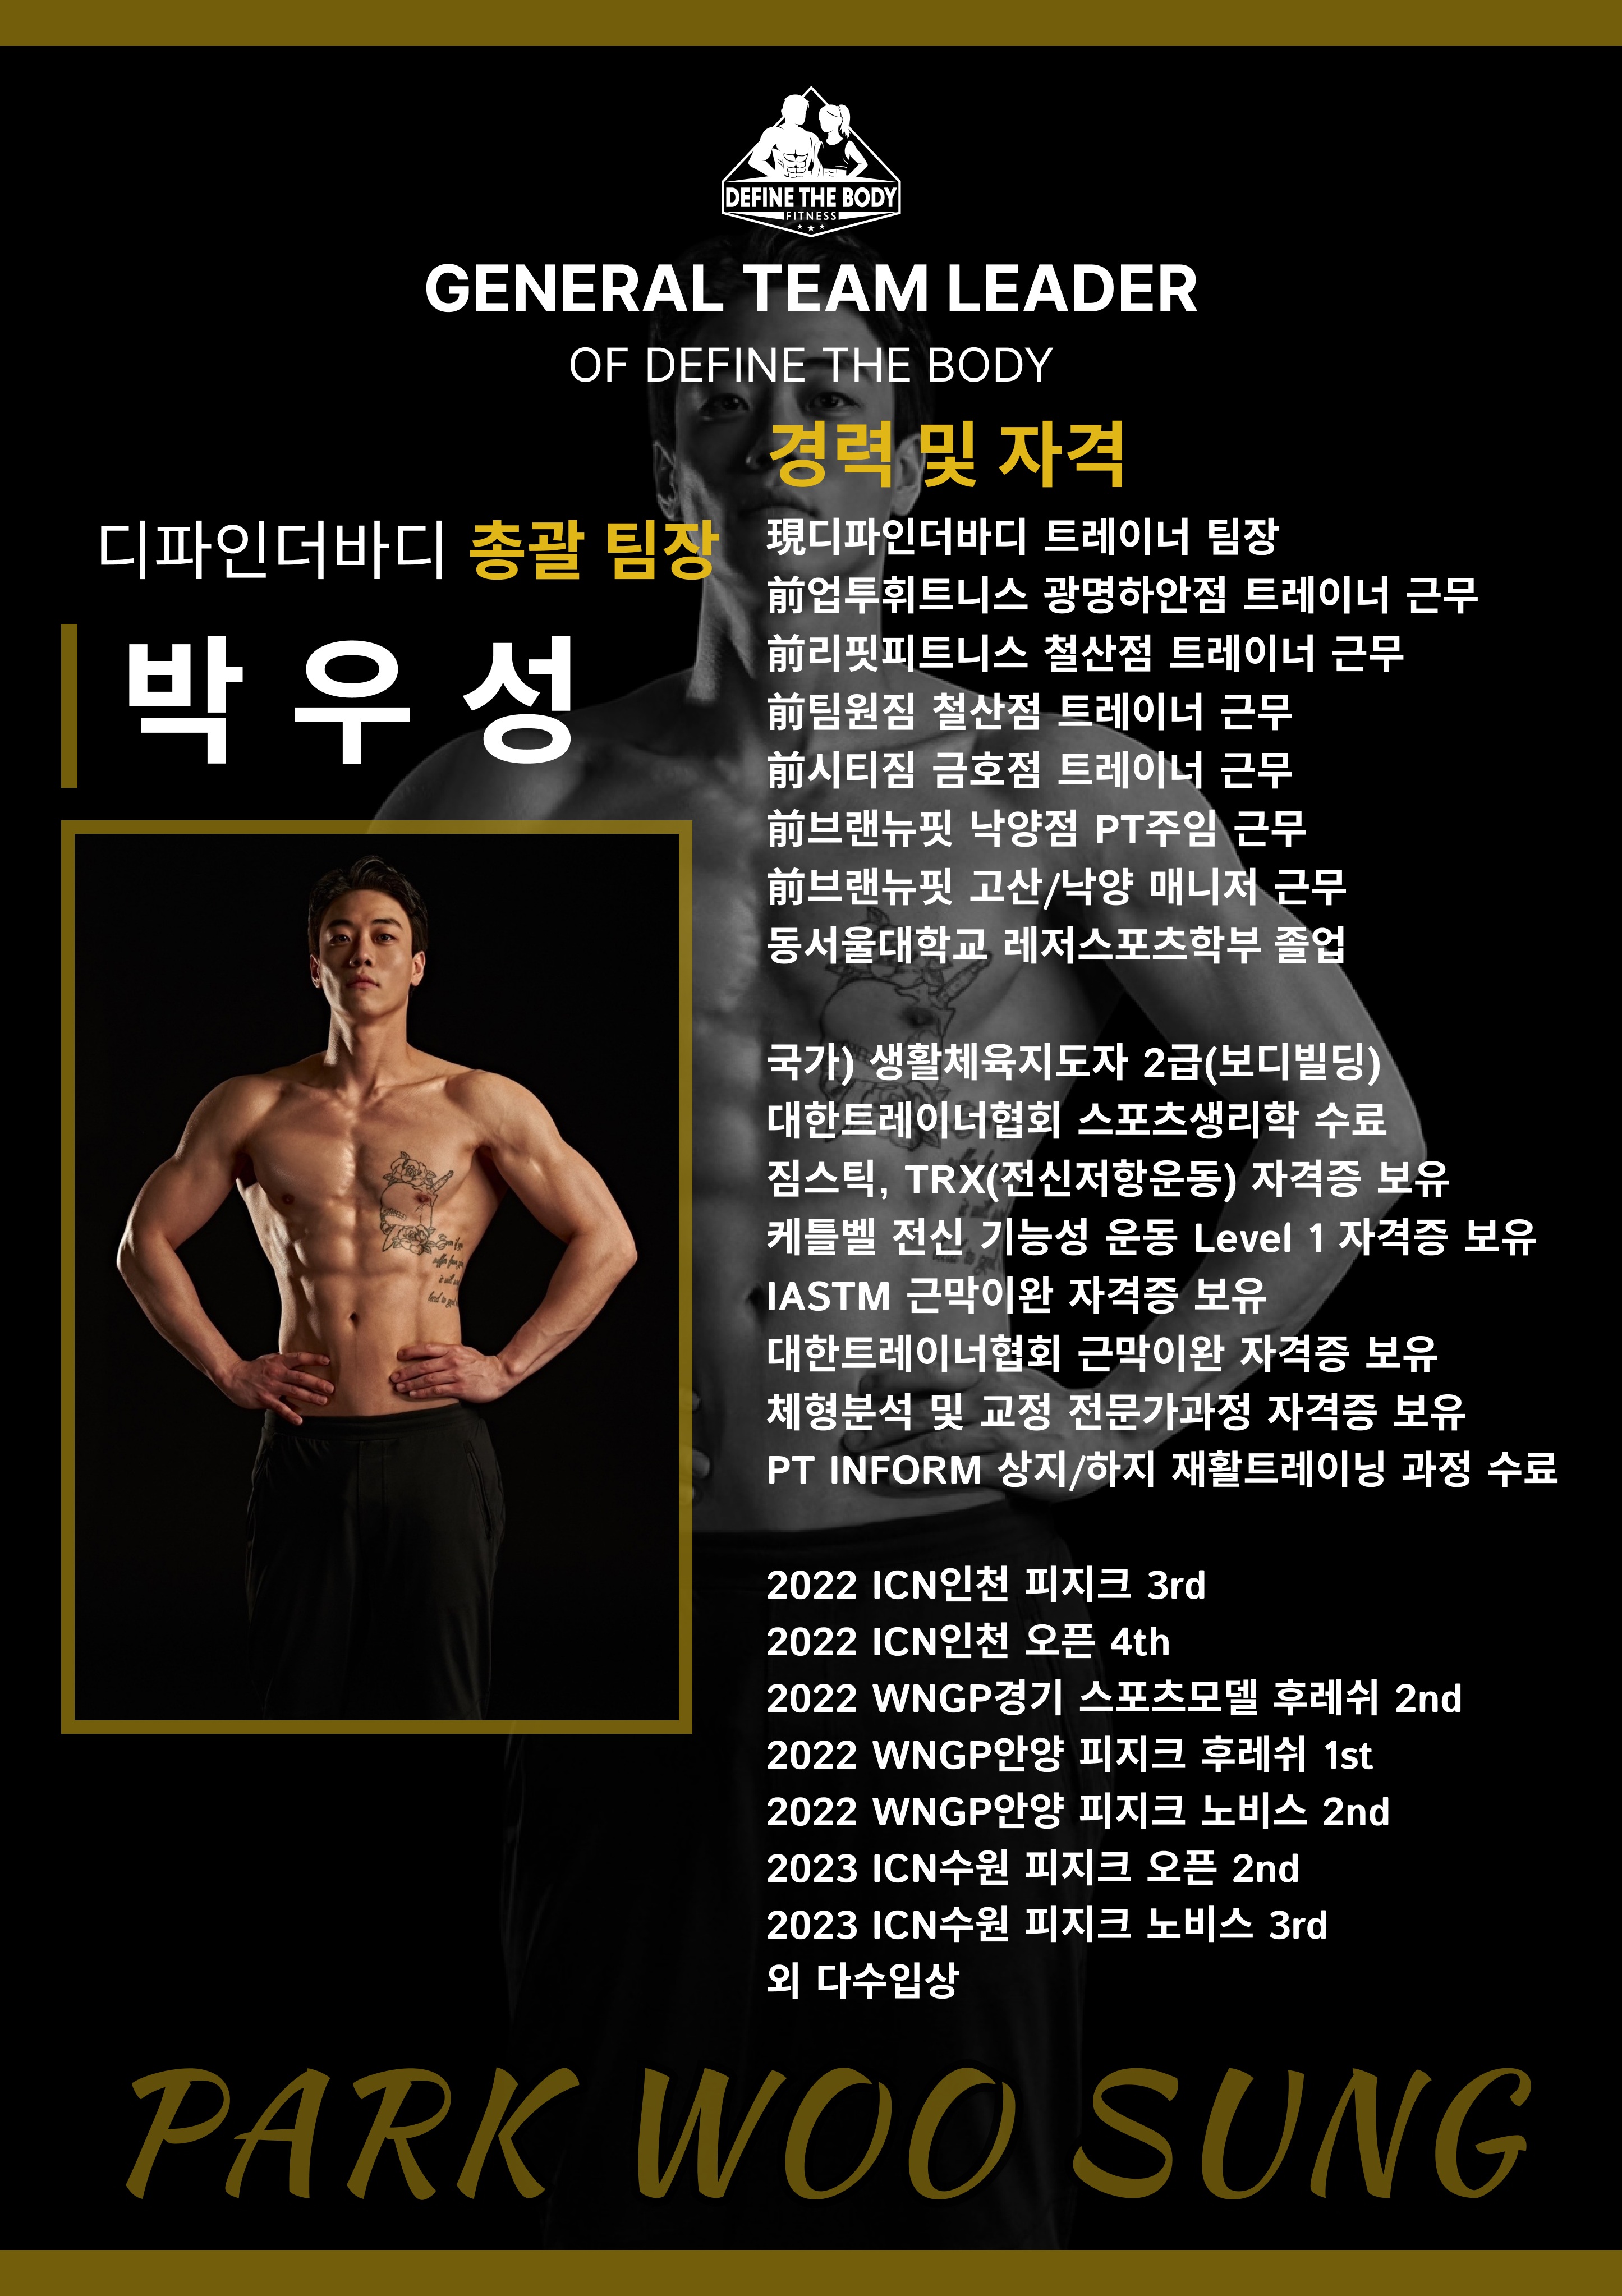 DEFINE THE BODY
FITNESS
GENERAL TEAM LEADER
OF DEFINE THE BODY
디파인더바디 총괄 팀장
박우성
경력 및 자격
現디파인더바디 트레이너 팀장
前업투휘트니스 광명하안점 트레이너 근무
前리핏피트니스 철산점 트레이너 근무
前팀원짐 철산점 트레이너 근무
前시티짐 금호점 트레이너 근무
前브랜뉴핏 낙양점 PT주임 근무
前브랜뉴핏 고산/낙양 매니저 근무
동서울대학교 레저스포츠학부 졸업
국가) 생활체육지도자 2급(보디빌딩)
대한트레이너협회 스포츠생리학 수료
짐스틱, TRX(전신저항운동) 자격증 보유
케틀벨 전신 기능성 운동 Level 1 자격증 보유
IASTM 근막이완 자격증 보유
대한트레이너협회 근막이완 자격증 보유
체형분석 및 교정 전문가과정 자격증 보유
PT INFORM 상지/하지 재활트레이닝 과정 수료
2022 ICN인천 피지크 3rd
2022 ICN인천 오픈 4th
2022 WNGP경기 스포츠모델 후레쉬 2nd
2022 WNGP안양 피지크 후레쉬 1st
2022 WNGP안양 피지크 노비스 2nd
2023 ICN수원 피지크 오픈 2nd
2023 ICN수원 피지크 노비스 3rd
외 다수입상
PARK WOO SUNG